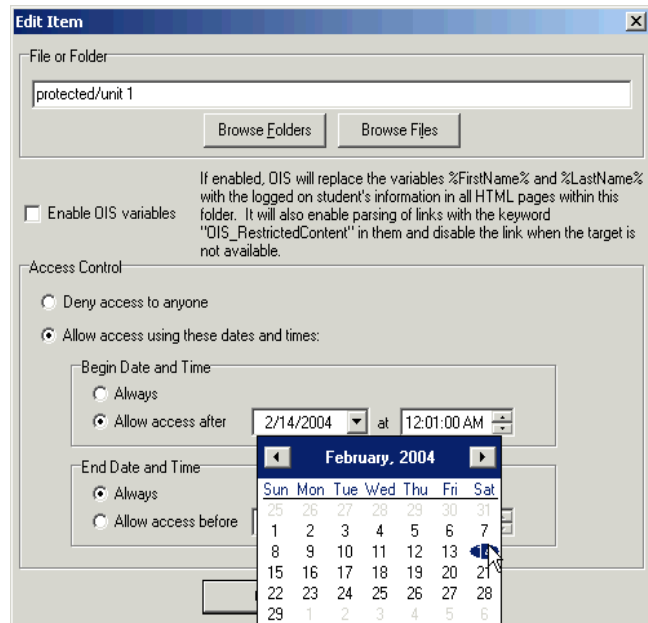 Edit Item
File or Folder
protected/unit 1
Browse Folders Browse Files
If enabled, OIS will replace the variables %FirstName% and %LastName%
with the logged on student's information in all HTML pages within this
Enable OIS variables folder. It will also enable parsing of links with the keyword
"OIS_RestrictedContent" in them and disable the link when the target is
not available.
Access Control
Deny access to anyone
Allow access using these dates and times:
Begin Date and Time
Always
Allow access after 2/14/2004 at 12:01:00 AM
February, 2004
End Date and Time
Always
Allow access before
Sun Mon Tue Wed Thu Fri Sat
25 26 27 28 29 30 31
1 2 3 4 5 6 7
8 9 10 11 12 13 14
15 16 17 18 19 20 21
22 23 24 25 26 27 28
29 1 2 3 4 5 6